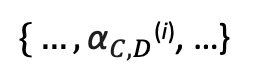 { …, α_{C,D}^{(i)}, …}